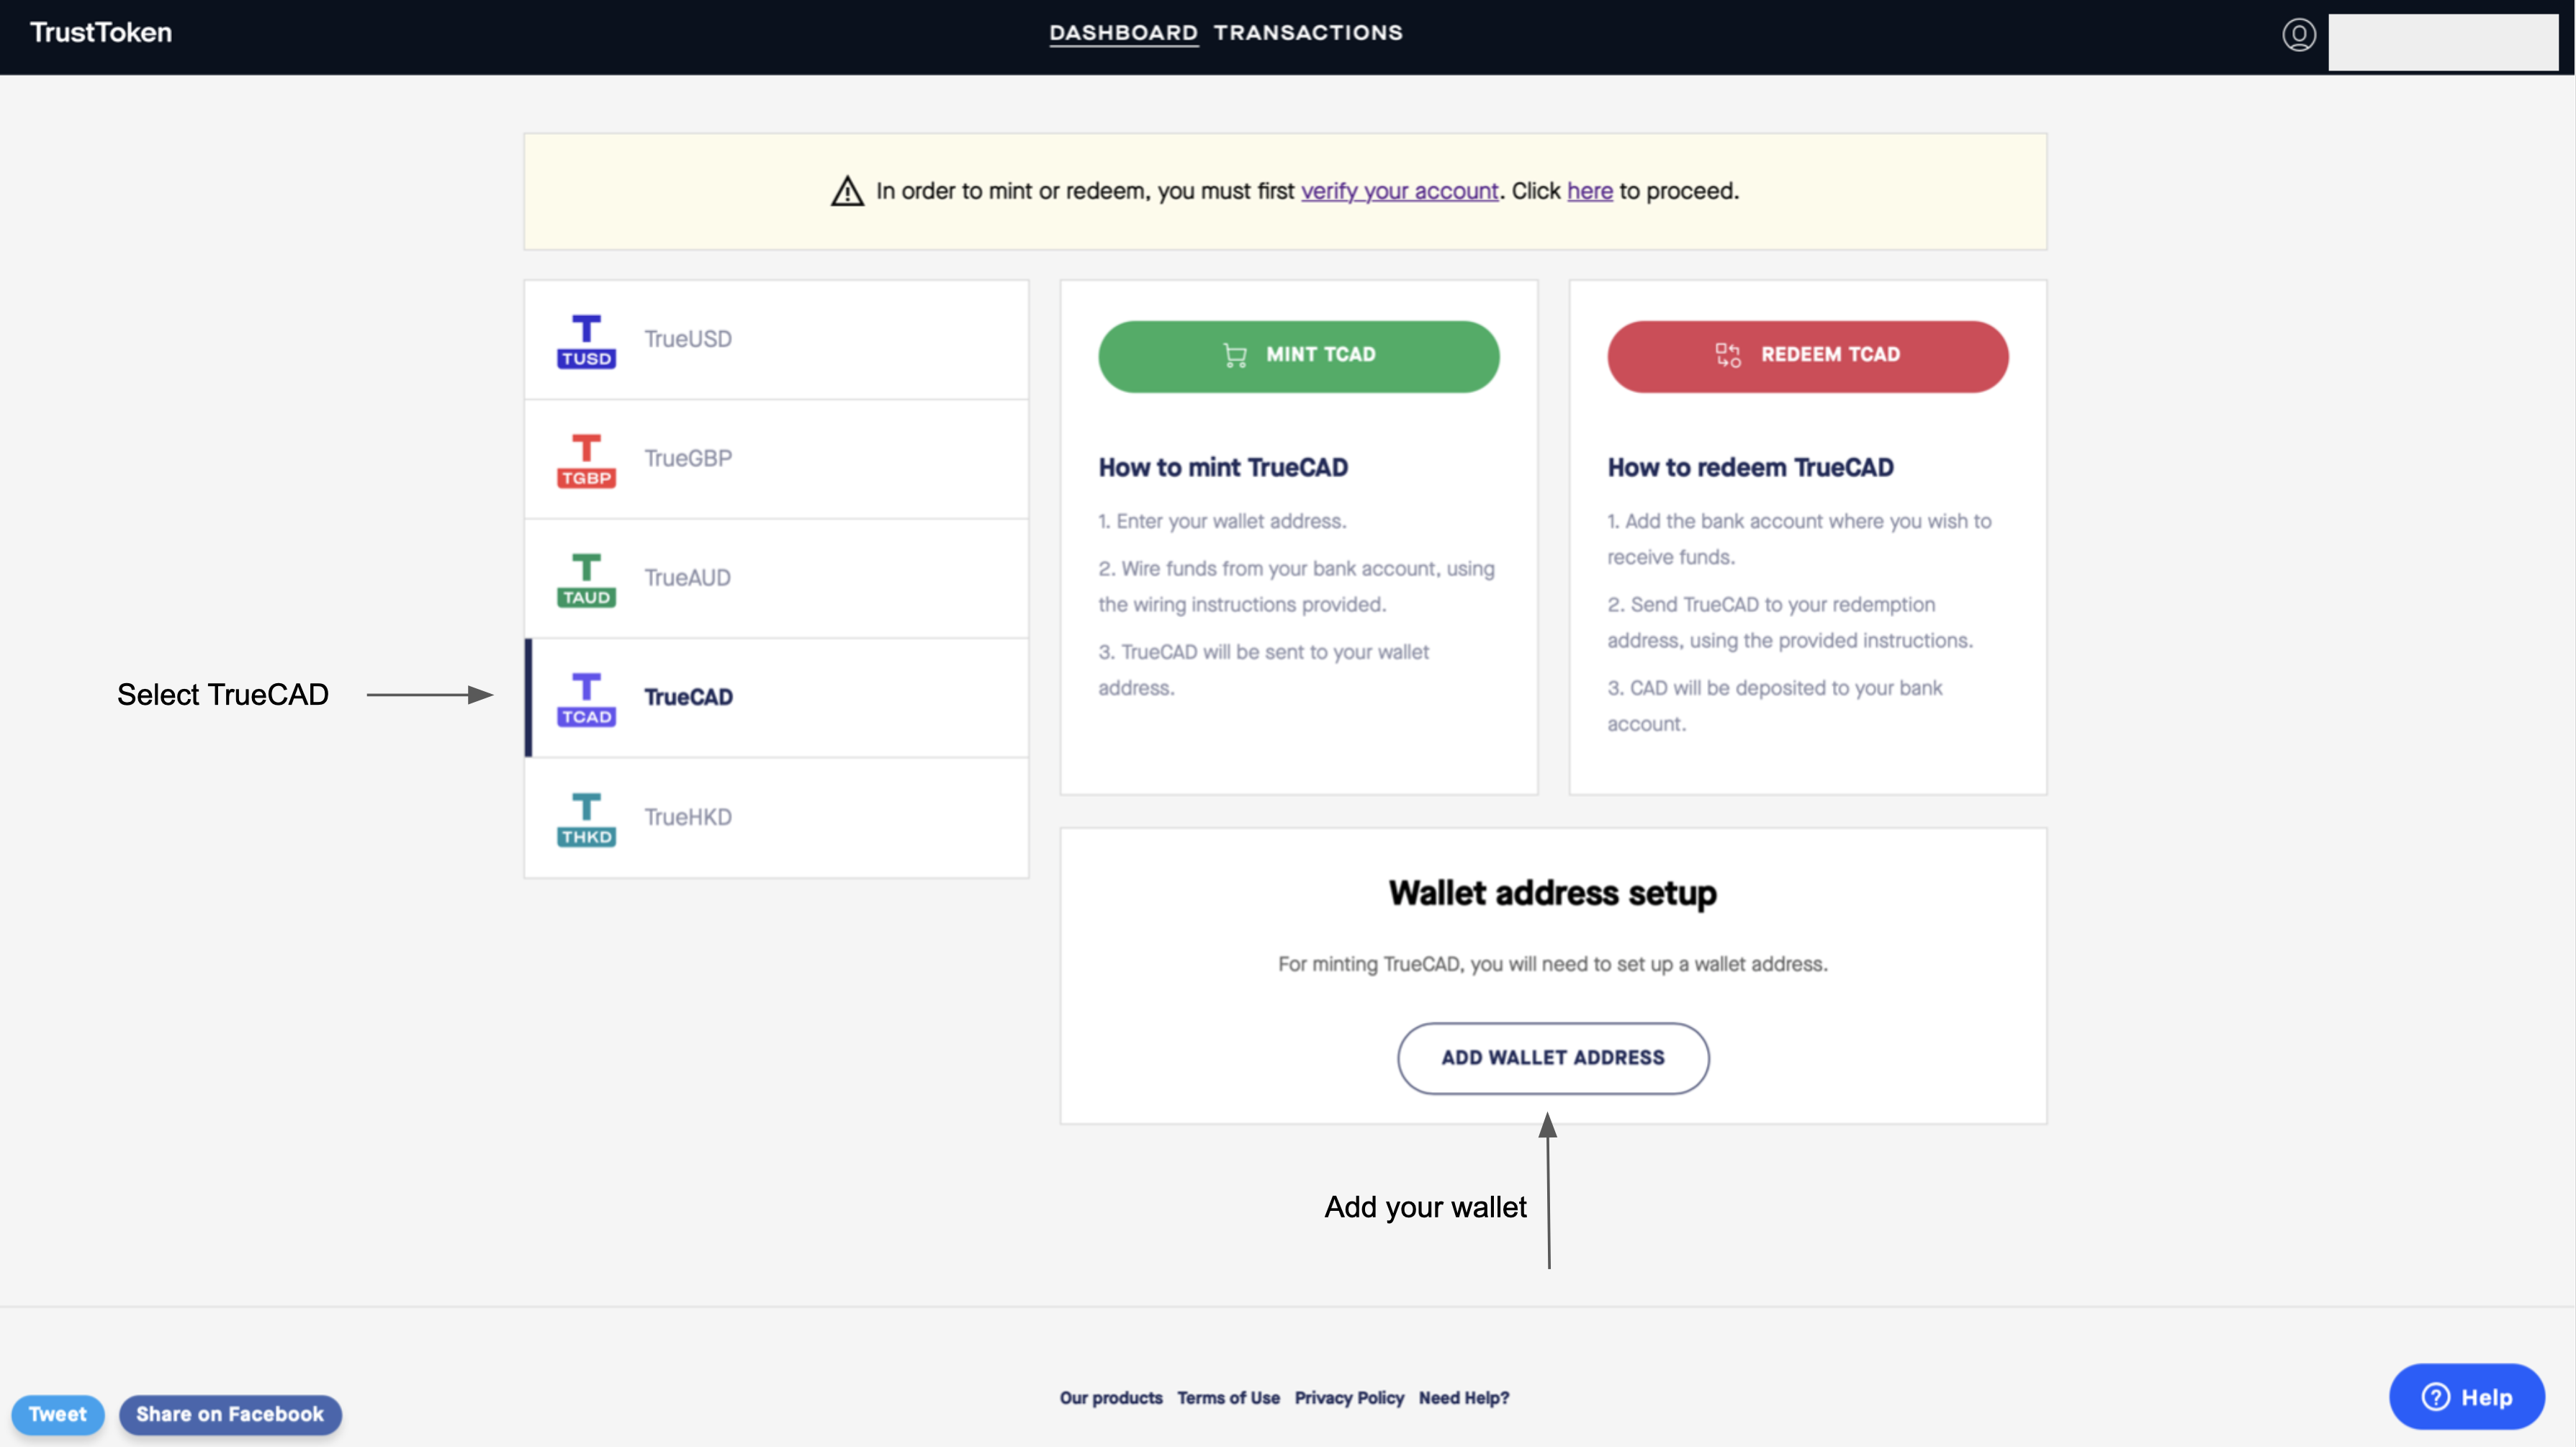 TrustToken
DASHBOARD TRANSACTIONS
In order to mint or redeem, you must first verify your account. Click here to proceed.
TUSD
TrueUSD
TGBP
TrueGBP
TAUD
TrueAUD
Select TrueCAD
TCAD
TrueCAD
THKD
TrueHKD
MINT TCAD
How to mint TrueCAD
1. Enter your wallet address.
2. Wire funds from your bank account, using
the wiring instructions provided.
3. TrueCAD will be sent to your wallet
address.
REDEEM TCAD
How to redeem TrueCAD
1. Add the bank account where you wish to
receive funds.
2. Send TrueCAD to your redemption
address, using the provided instructions.
3. CAD will be deposited to your bank
account.
Wallet address setup
For minting TrueCAD, you will need to set up a wallet address.
ADD WALLET ADDRESS
Add your wallet
Tweet
Share on Facebook
Our products Terms of Use Privacy Policy Need Help?
Help